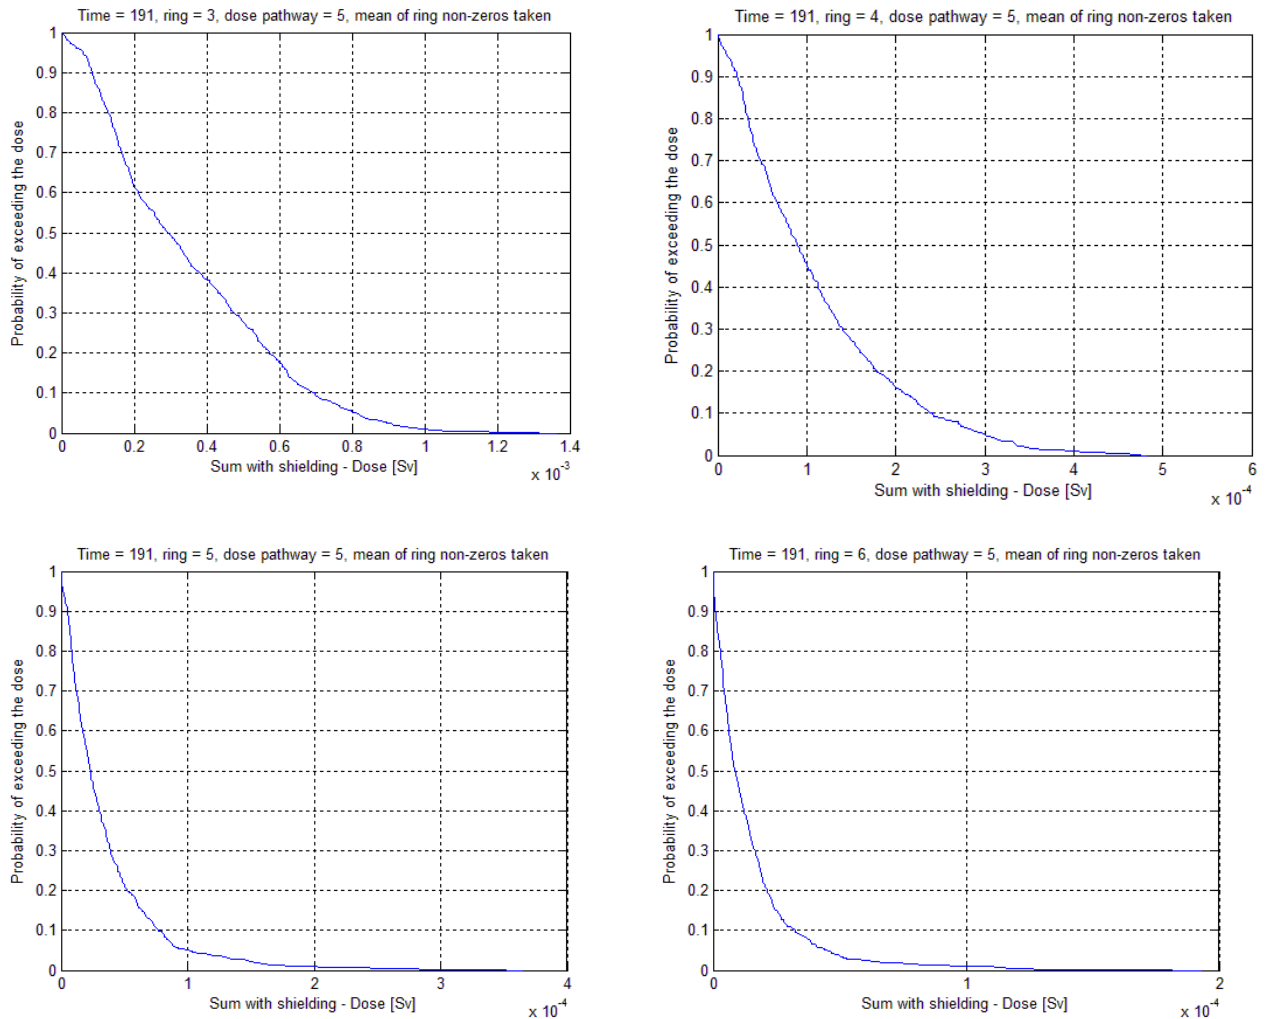 Time = 191, ring = 3, dose pathway = 5, mean of ring non-zeros taken
Probability of exceeding the dose
1
0.9
0.8
0.7
0.6
0.5
0.4
0.3
0.2
0.1
0
0 0.2 0.4 0.6 0.8 1 1.2 1.4
Sum with shielding - Dose [Sv]
x 10-3
Time = 191, ring = 4, dose pathway = 5, mean of ring non-zeros taken
Probability of exceeding the dose
1
0.9
0.8
0.7
0.6
0.5
0.4
0.3
0.2
0.1
0
0 1 2 3 4 5 6
Sum with shielding - Dose [Sv]
x 10-4
Time = 191, ring = 5, dose pathway = 5, mean of ring non-zeros taken
Probability of exceeding the dose
1
0.9
0.8
0.7
0.6
0.5
0.4
0.3
0.2
0.1
0
0 1 2 3 4
Sum with shielding - Dose [Sv]
x 10-4
Time = 191, ring = 6, dose pathway = 5, mean of ring non-zeros taken
Probability of exceeding the dose
1
0.9
0.8
0.7
0.6
0.5
0.4
0.3
0.2
0.1
0
0 1 2
Sum with shielding - Dose [Sv]
x 10-4